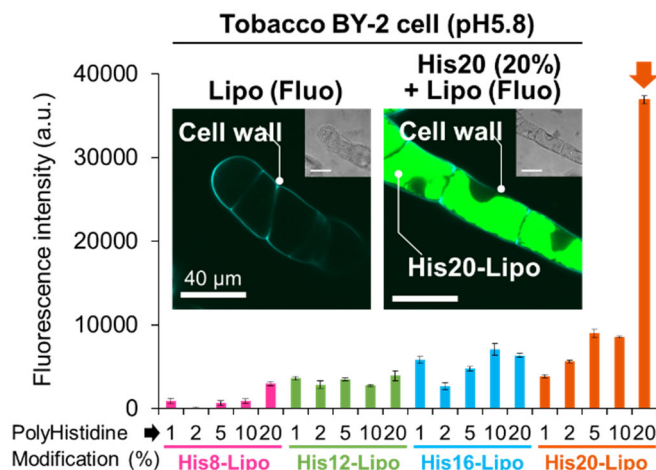 Tobacco BY-2 cell (pH5.8)
Lipo (Fluo)
His20 (20%)
+ Lipo (Fluo)
Cell wall
Cell wall
His20-Lipo
40 μm
Fluorescence intensity (a.u.)
40000
30000
20000
10000
0
PolyHistidine
Modification (%)
1 2 5 10 20 1 2 5 10 20 1 2 5 10 20 1 2 5 10 20
His8-Lipo His12-Lipo His16-Lipo His20-Lipo